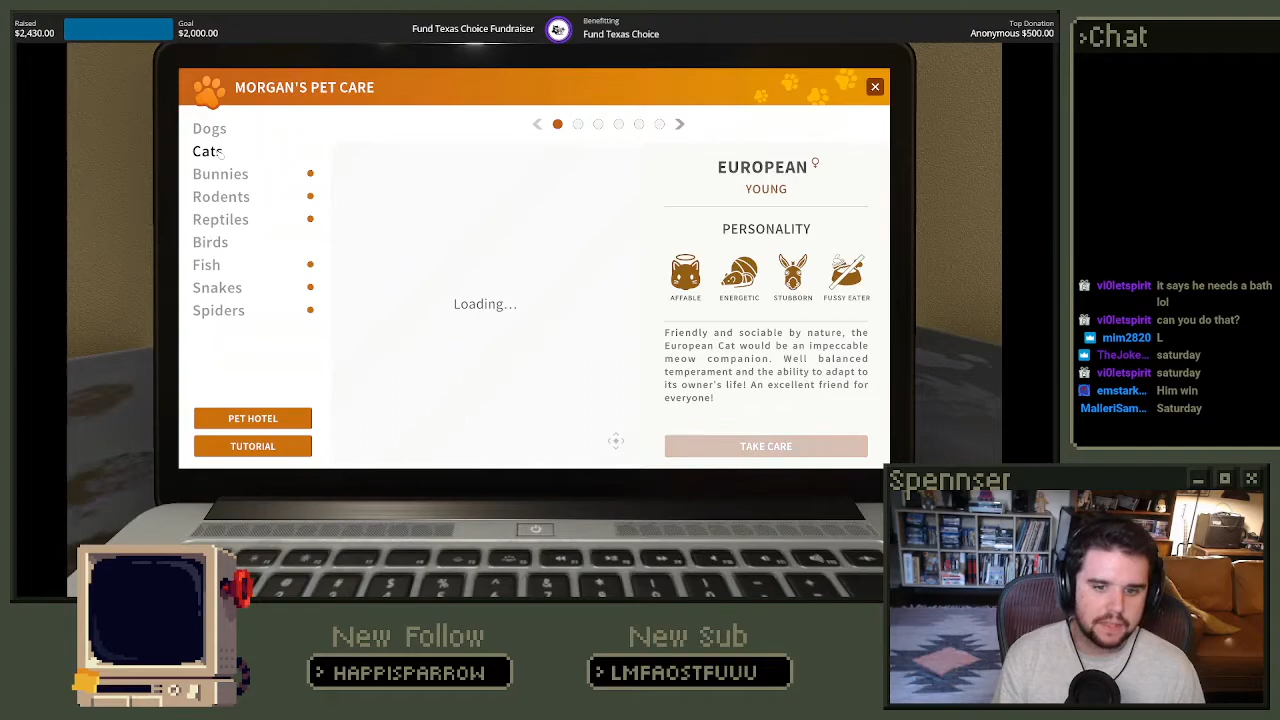 Raised
$2,430.00
Goal
$2,000.00
Fund Texas Choice Fundraiser
Benefitting
Fund Texas Choice
Top Donation
Anonymous $500.00
MORGAN'S PET CARE
Dogs
Cats
Bunnies
Rodents
Reptiles
Birds
Fish
Snakes
Spiders
PET HOTEL
TUTORIAL
Loading...
EUROPEAN ♀
YOUNG
PERSONALITY
AFFABLE
ENERGETIC
STUBBORN
FUSSY EATER
Friendly and sociable by nature, the
European Cat would be an impeccable
meow companion. Well balanced
temperament and the ability to adapt to
its owner's life! An excellent friend for
everyone!
TAKE CARE
>Chat
vi0letspirit it says he needs a bath
lol
vi0letspirit can you do that?
mim2820 L
TheJoke... saturday
vi0letspirit saturday
emstark... Him win
MalleriSam... Saturday
Spennser
New Follow
> HAPPISPARROW
New Sub
> LMFAOSTFUUU